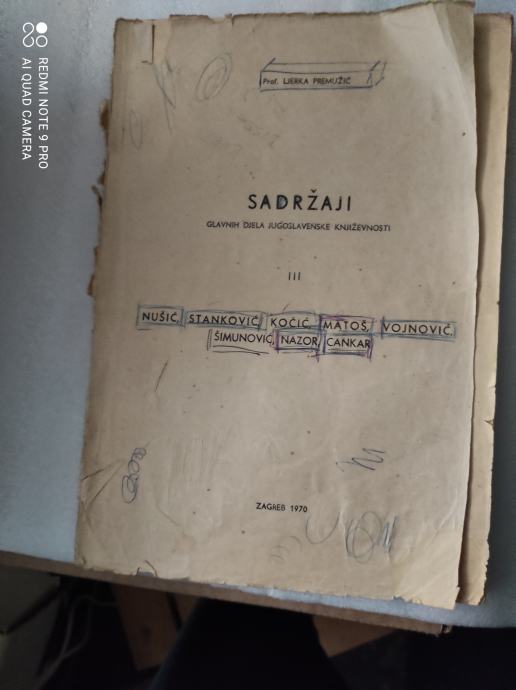 Prof. LJERKA PREMUŽIĆ
SADRŽAJI
GLAVNIH DJELA JUGOSLAVENSKE KNJIŽEVNOSTI
III
NUŠIĆ, STANKOVIĆ, KOČIĆ, MATOŠ, VOJNOVIĆ,
ŠIMUNOVIĆ, NAZOR, CANKAR
ZAGREB 1970
REDMI NOTE 9 PRO
AI QUAD CAMERA